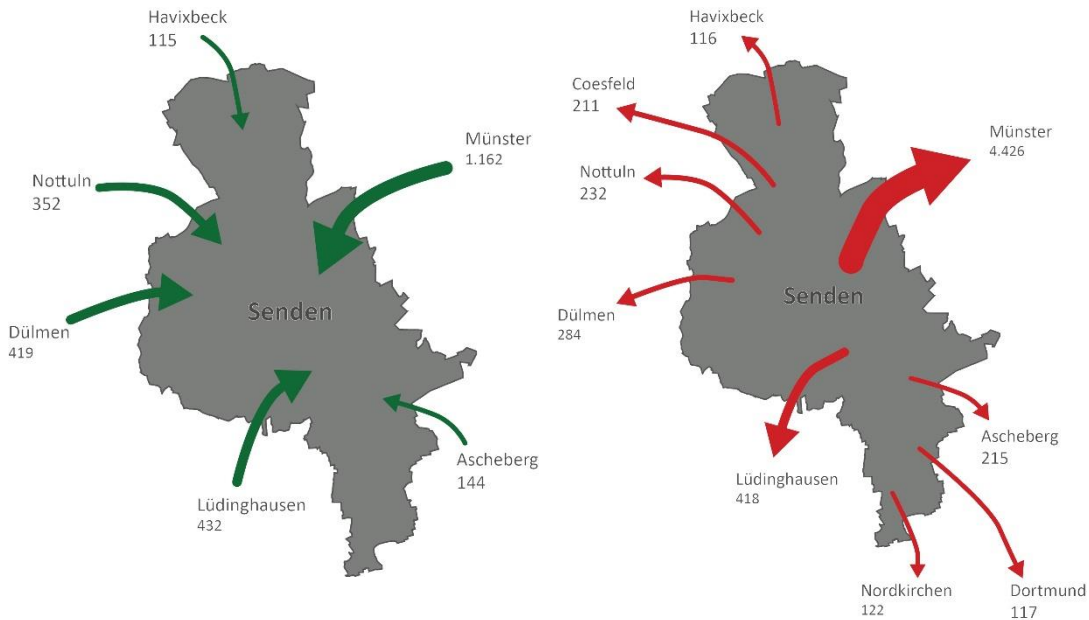 Havixbeck
115
Münster
1.162
Nottuln
352
Senden
Dülmen
419
Ascheberg
144
Lüdinghausen
432
Havixbeck
116
Coesfeld
211
Münster
4.426
Nottuln
232
Senden
Dülmen
284
Ascheberg
215
Lüdinghausen
418
Nordkirchen
122
Dortmund
117